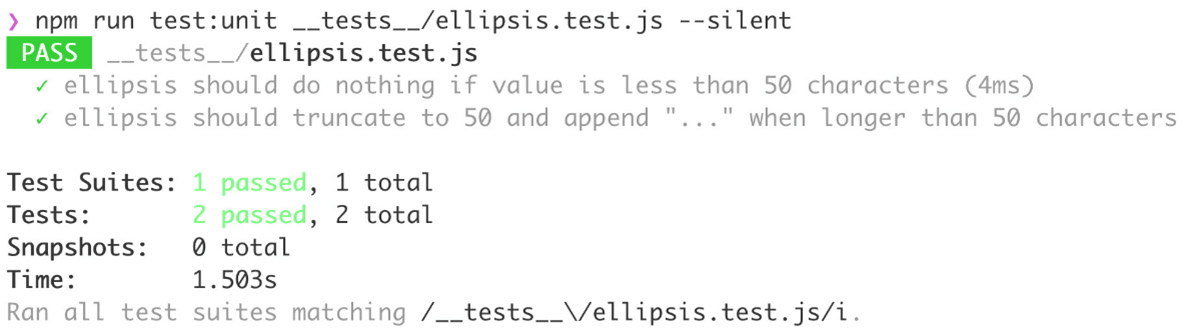 ❯ npm run test:unit __tests__/ellipsis.test.js --silent
PASS __tests__/ellipsis.test.js
✓ ellipsis should do nothing if value is less than 50 characters (4ms)
✓ ellipsis should truncate to 50 and append "..." when longer than 50 characters
Test Suites: 1 passed, 1 total
Tests: 2 passed, 2 total
Snapshots: 0 total
Time: 1.503s
Ran all test suites matching /__tests__\/ellipsis.test.js/i.